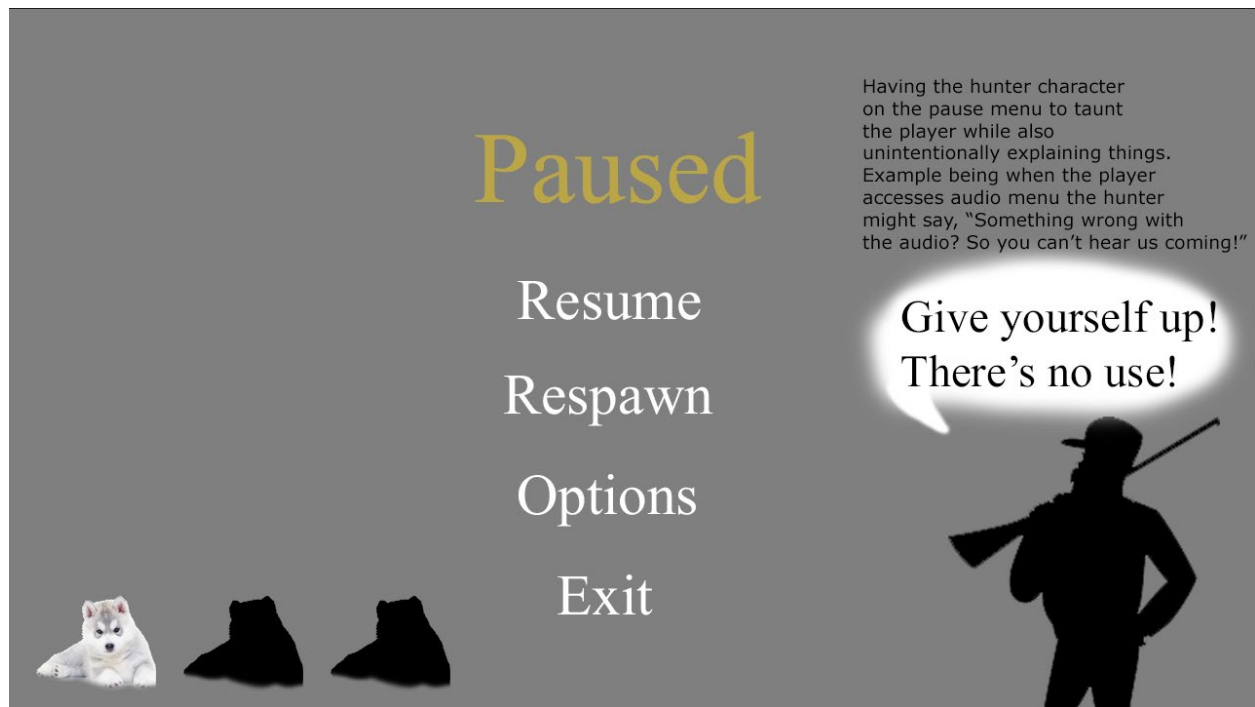 Having the hunter character
on the pause menu to taunt
the player while also
unintentionally explaining things.
Example being when the player
accesses audio menu the hunter
might say, “Something wrong with
the audio? So you can’t hear us coming!”
Paused
Resume
Respawn
Options
Exit
Give yourself up!
There’s no use!